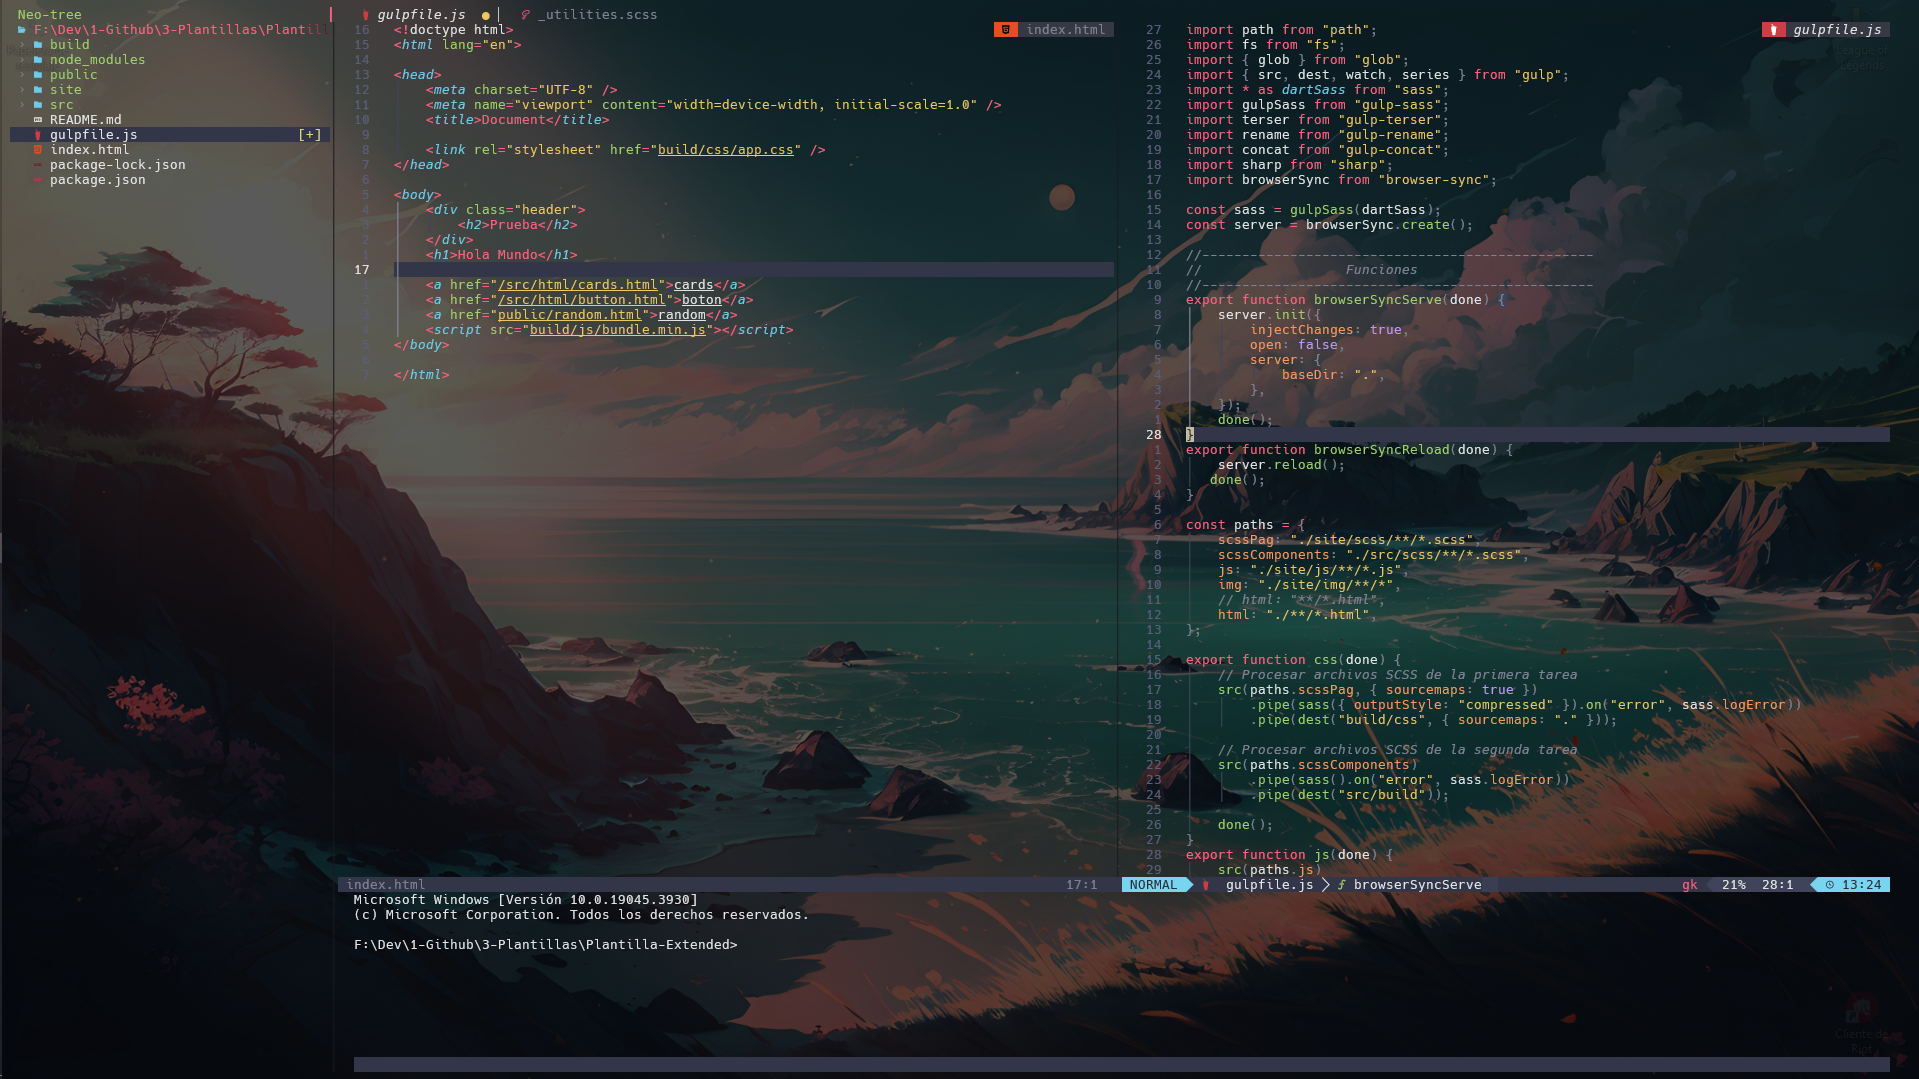 Neo-tree
F:\Dev\1-Github\3-Plantillas\Plantil
build
node_modules
public
site
src
README.md
gulpfile.js [+]
index.html
package-lock.json
package.json
gulpfile.js
_utilities.scss
index.html
16 <!doctype html>
15 <html lang="en">
14
13 <head>
12 <meta charset="UTF-8" />
11 <meta name="viewport" content="width=device-width, initial-scale=1.0" />
10 <title>Document</title>
9
8 <link rel="stylesheet" href="build/css/app.css" />
7 </head>
6
5 <body>
4 <div class="header">
3 <h2>Prueba</h2>
2 </div>
1 <h1>Hola Mundo</h1>
17
1 <a href="/src/html/cards.html">cards</a>
2 <a href="/src/html/button.html">boton</a>
3 <a href="public/random.html">random</a>
4 <script src="build/js/bundle.min.js"></script>
5 </body>
6
7 </html>
index.html 17:1
gulpfile.js
27 import path from "path";
26 import fs from "fs";
25 import { glob } from "glob";
24 import { src, dest, watch, series } from "gulp";
23 import * as dartSass from "sass";
22 import gulpSass from "gulp-sass";
21 import terser from "gulp-terser";
20 import rename from "gulp-rename";
19 import concat from "gulp-concat";
18 import sharp from "sharp";
17 import browserSync from "browser-sync";
16
15 const sass = gulpSass(dartSass);
14 const server = browserSync.create();
13
12 //-------------------------------------------------
11 // Funciones
10 //-------------------------------------------------
9 export function browserSyncServe(done) {
8 server.init({
7 injectChanges: true,
6 open: false,
5 server: {
4 baseDir: ".",
3 },
2 });
1 done();
28 }
1 export function browserSyncReload(done) {
2 server.reload();
3 done();
4 }
5
6 const paths = {
7 scssPag: "./site/scss/**/*.scss",
8 scssComponents: "./src/scss/**/*.scss",
9 js: "./site/js/**/*.js",
10 img: "./site/img/**/*",
11 // html: "**/*.html",
12 html: "./**/*.html",
13 };
14
15 export function css(done) {
16 // Procesar archivos SCSS de la primera tarea
17 src(paths.scssPag, { sourcemaps: true })
18 .pipe(sass({ outputStyle: "compressed" }).on("error", sass.logError))
19 .pipe(dest("build/css", { sourcemaps: "." }));
20
21 // Procesar archivos SCSS de la segunda tarea
22 src(paths.scssComponents)
23 .pipe(sass().on("error", sass.logError))
24 .pipe(dest("src/build"));
25
26 done();
27 }
28 export function js(done) {
29 src(paths.js)
NORMAL gulpfile.js browserSyncServe gk 21% 28:1 13:24
Microsoft Windows [Versión 10.0.19045.3930]
(c) Microsoft Corporation. Todos los derechos reservados.
F:\Dev\1-Github\3-Plantillas\Plantilla-Extended>
Cliente de
Riot